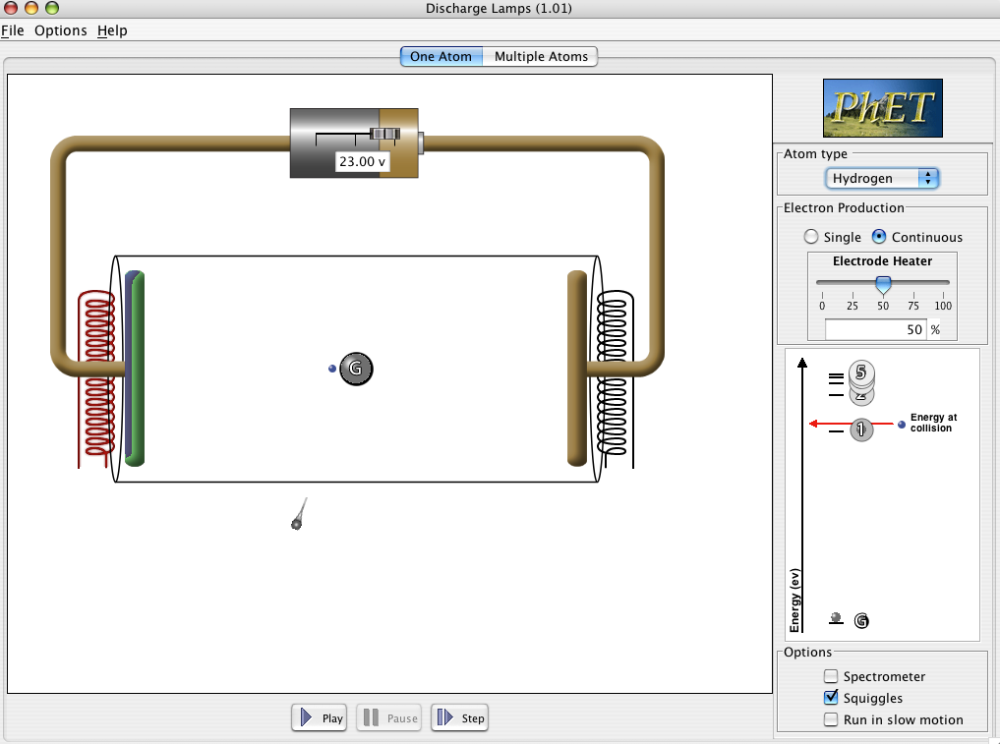 Discharge Lamps (1.01)
File Options Help
One Atom Multiple Atoms
PhET
23.00 v
Atom type
Hydrogen
Electron Production
Single Continuous
Electrode Heater
0 25 50 75 100
50 %
G
5
2
Energy at
collision
1
Energy (ev)
G
Options
Spectrometer
Squiggles
Run in slow motion
Play Pause Step